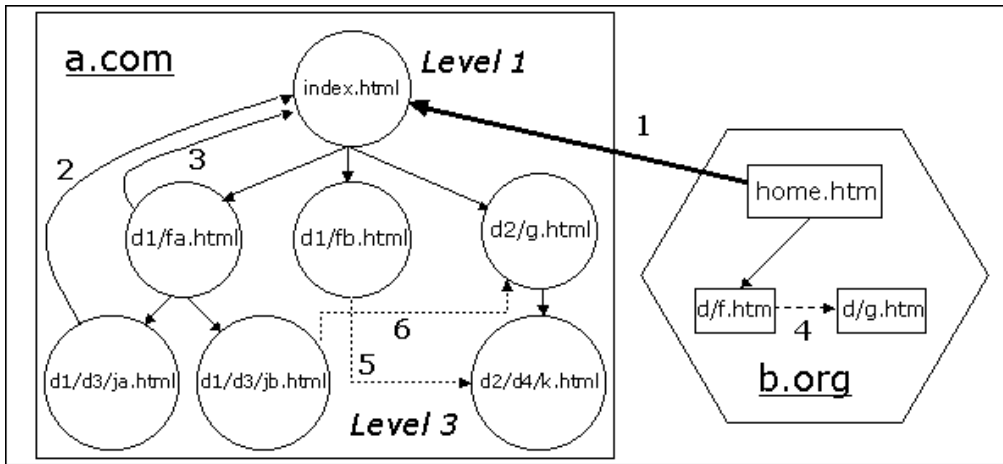 a.com
Level 1
index.html
1
2
3
home.htm
d1/fa.html
d1/fb.html
d2/g.html
d/f.htm
d/g.htm
4
6
5
d1/d3/ja.html
d1/d3/jb.html
d2/d4/k.html
b.org
Level 3